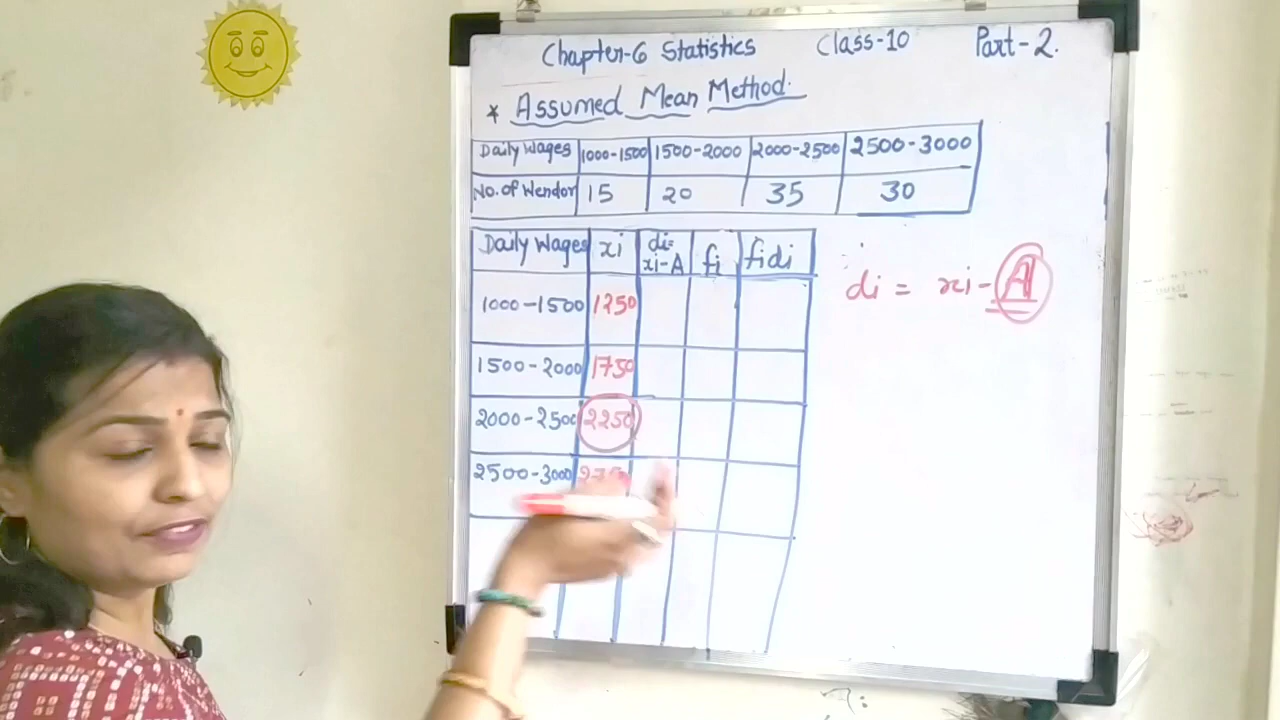 Chapter-6 Statistics Class-10 Part-2.
* Assumed Mean Method.
Daily Wages 1000-1500 1500-2000 2000-2500 2500-3000
No. of Wendor 15 20 35 30
Daily Wages xi di= xi-A fi fidi
di = xi - A
1000-1500 1250
1500-2000 1750
2000-2500 2250
2500-3000